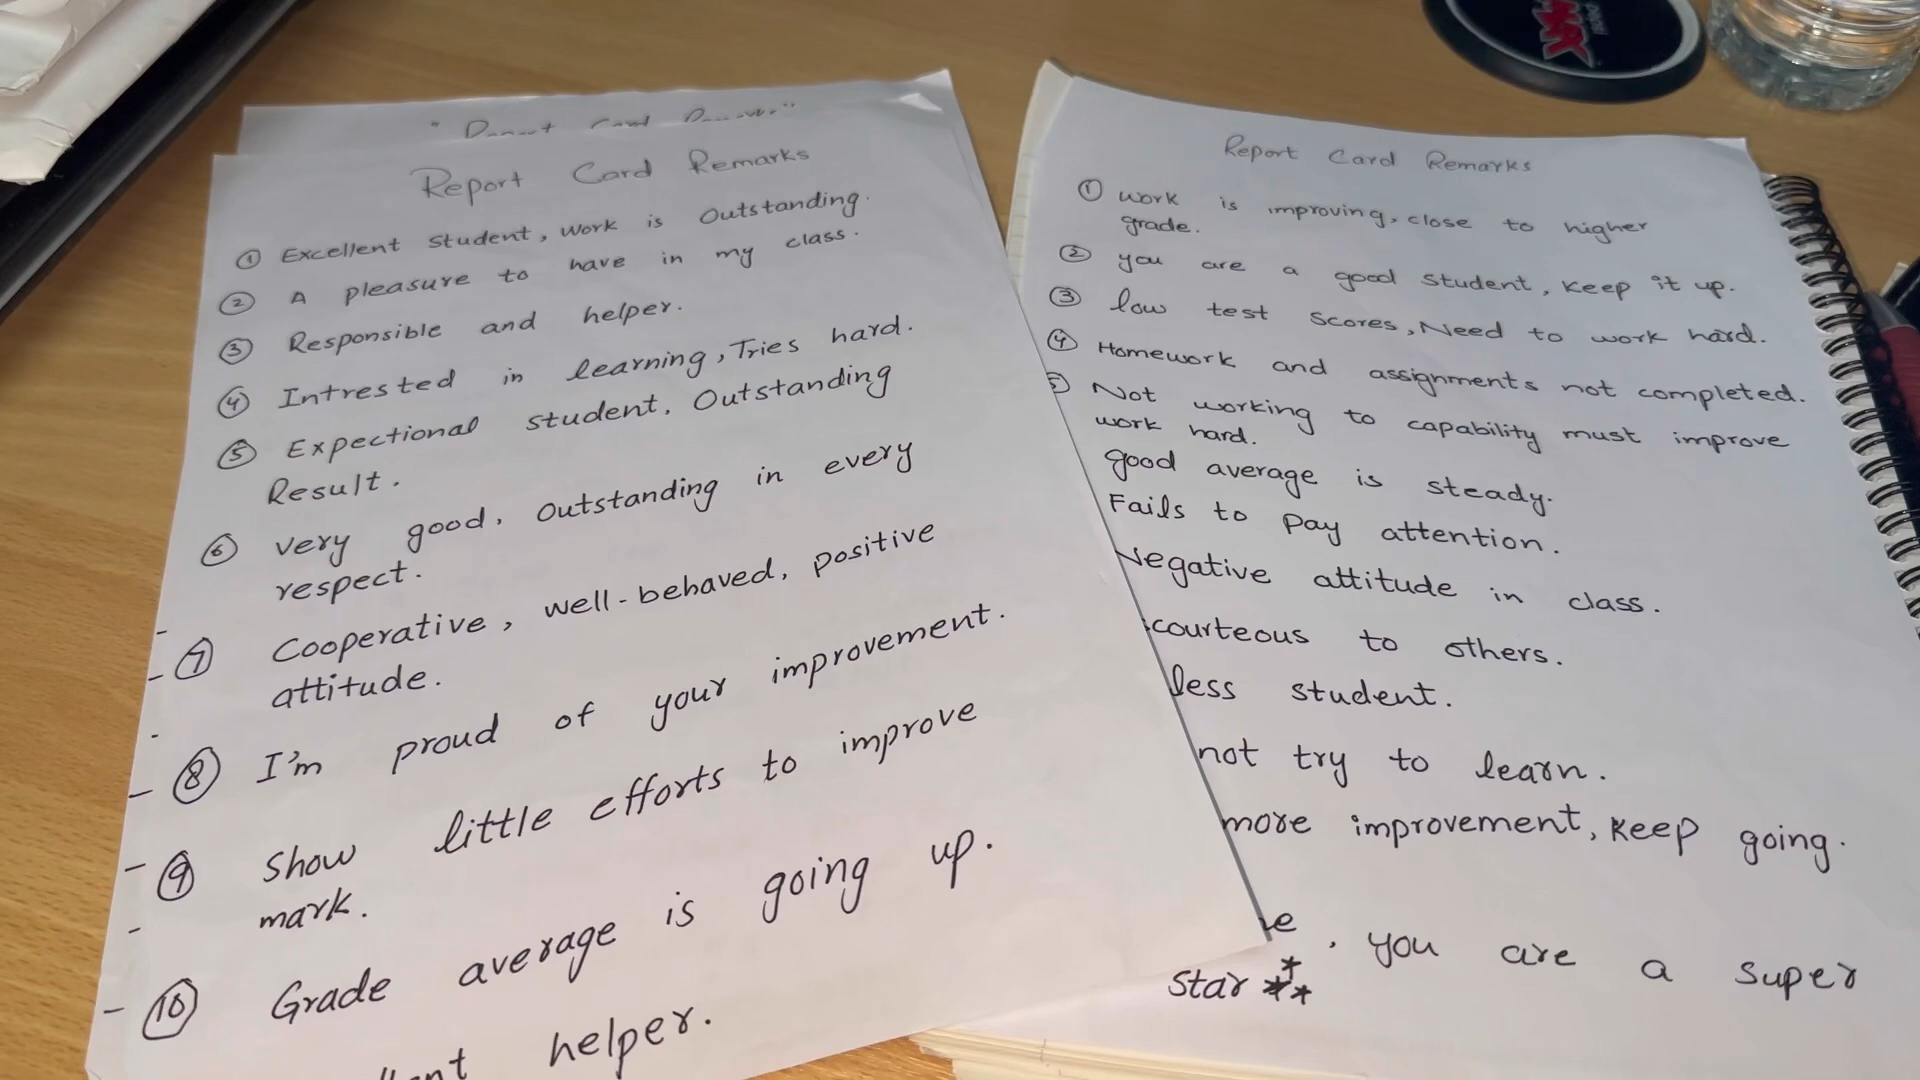 Report Card Remarks
① Excellent Student, work is Outstanding.
② A pleasure to have in my class.
③ Responsible and helper.
④ Intrested in learning, Tries hard.
⑤ Expectional student, Outstanding
Result.
⑥ very good, Outstanding in every
respect.
⑦ Cooperative, well-behaved, positive
attitude.
⑧ I'm proud of your improvement.
⑨ Show little efforts to improve
mark.
⑩ Grade average is going up.
helper.
Report Card Remarks
① work is improving, close to higher
grade.
② you are a good student, keep it up.
③ low test scores, Need to work hard.
④ Homework and assignments not completed.
⑤ Not working to capability must improve
work hard.
good average is steady.
Fails to pay attention.
Negative attitude in class.
courteous to others.
less student.
not try to learn.
more improvement, keep going.
you are a super
Star